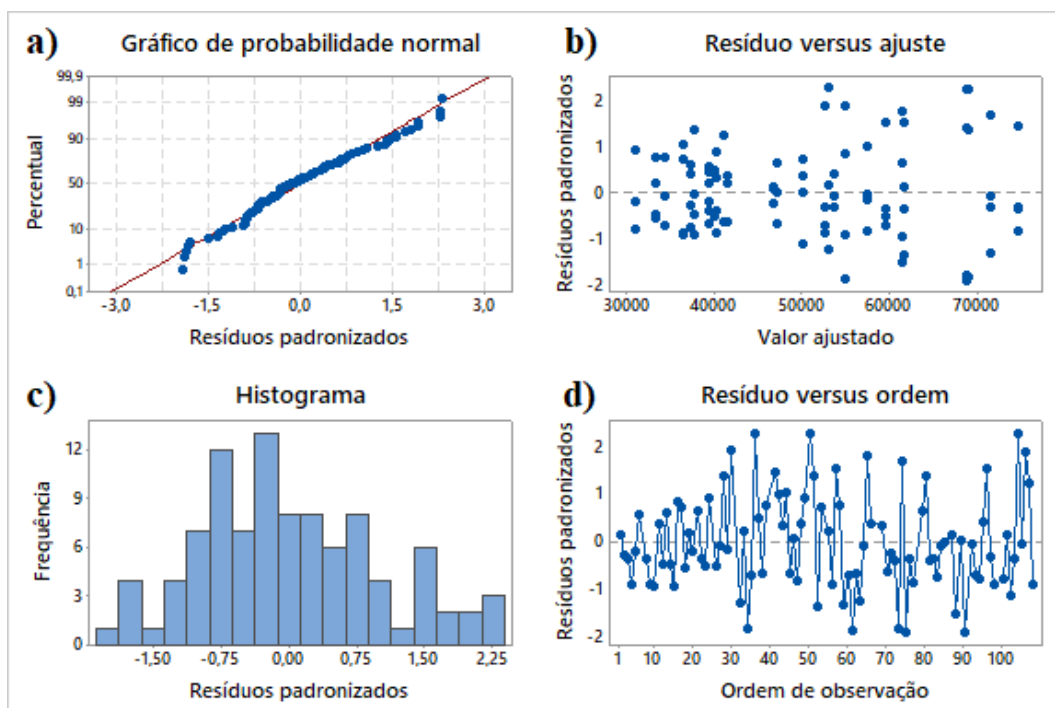 a) Gráfico de probabilidade normal
Percentual
99,9
99
90
50
10
1
0,1
-3,0 -1,5 0,0 1,5 3,0
Resíduos padronizados
b) Resíduo versus ajuste
Resíduos padronizados
2
1
0
-1
-2
30000 40000 50000 60000 70000
Valor ajustado
c) Histograma
Frequência
12
9
6
3
0
-1,50 -0,75 0,00 0,75 1,50 2,25
Resíduos padronizados
d) Resíduo versus ordem
Resíduos padronizados
2
1
0
-1
-2
1 10 20 30 40 50 60 70 80 90 100
Ordem de observação